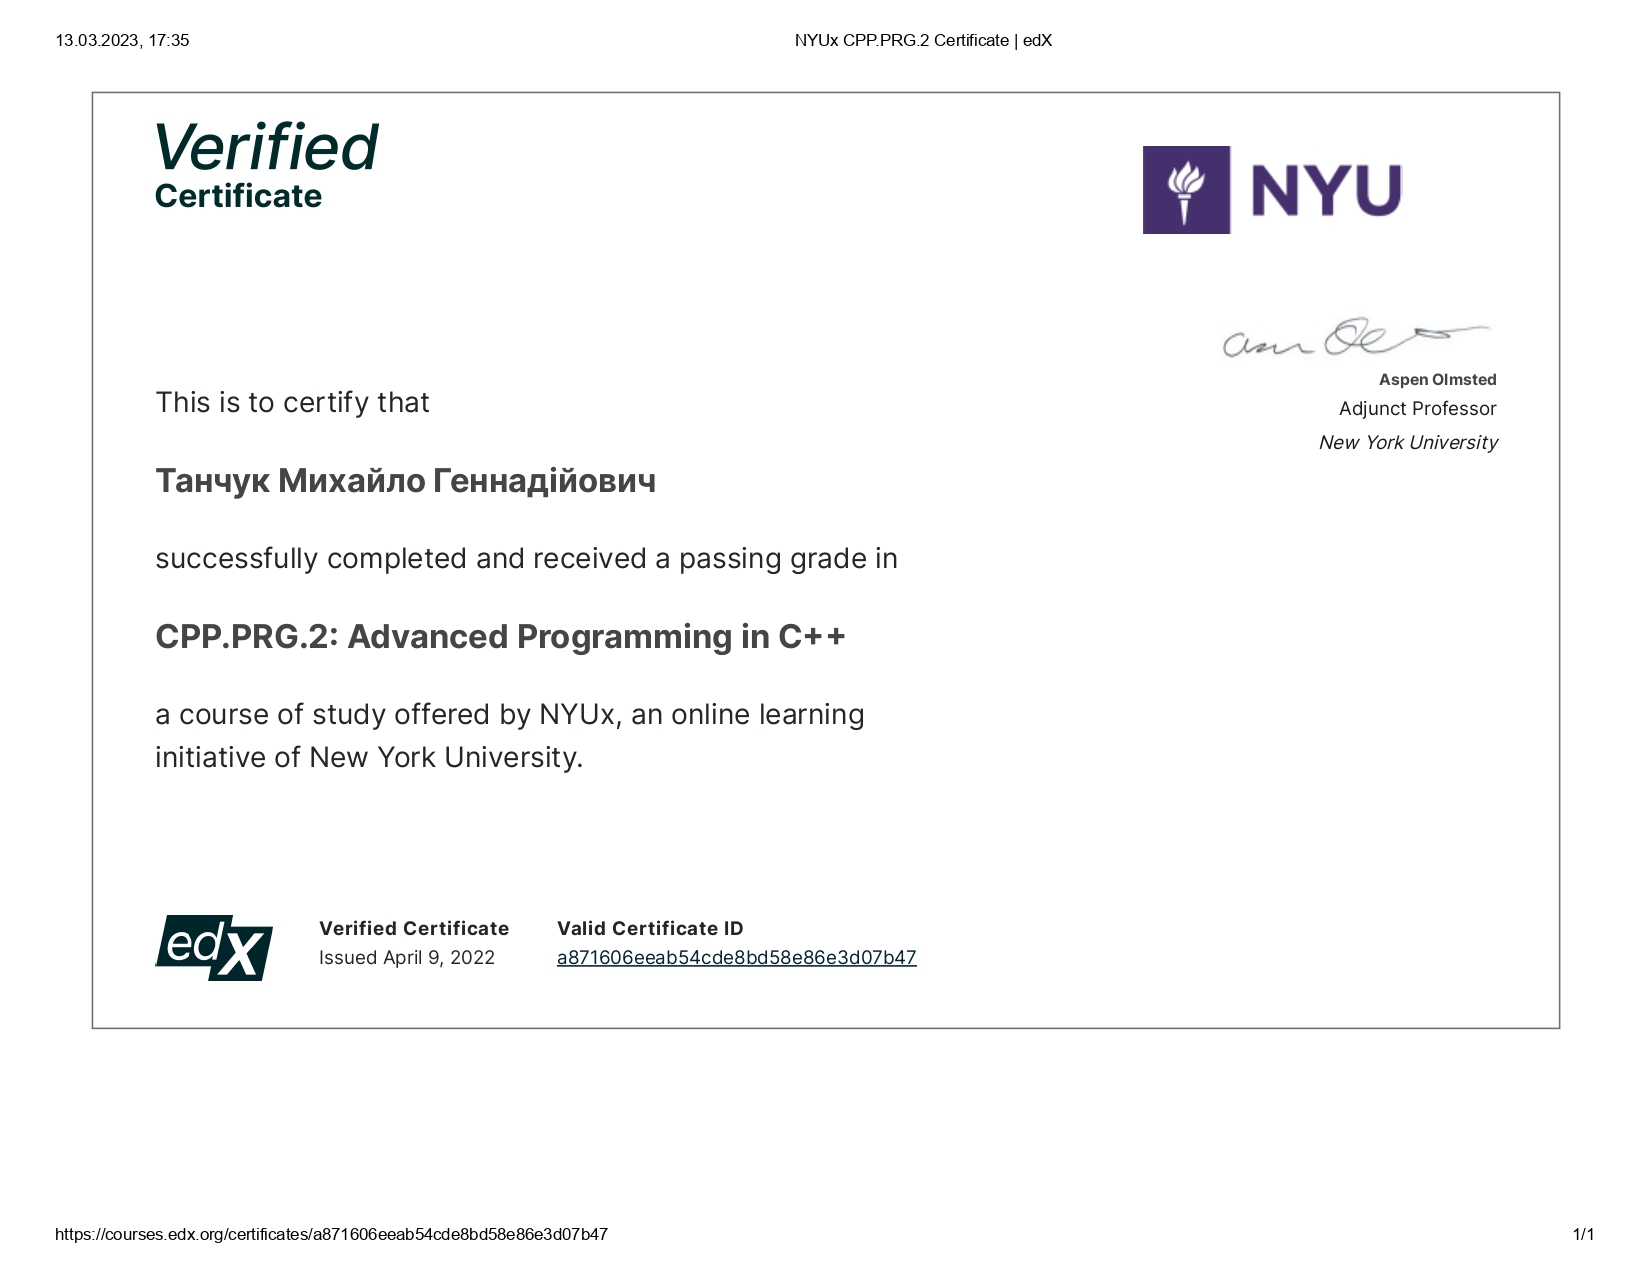 13.03.2023, 17:35
NYUx CPP.PRG.2 Certificate | edX
Verified
Certificate
NYU
Aspen Olmsted
Adjunct Professor
New York University
This is to certify that
Танчук Михайло Геннадійович
successfully completed and received a passing grade in
CPP.PRG.2: Advanced Programming in C++
a course of study offered by NYUx, an online learning
initiative of New York University.
edX
Verified Certificate
Issued April 9, 2022
Valid Certificate ID
a871606eeab54cde8bd58e86e3d07b47
https://courses.edx.org/certificates/a871606eeab54cde8bd58e86e3d07b47
1/1